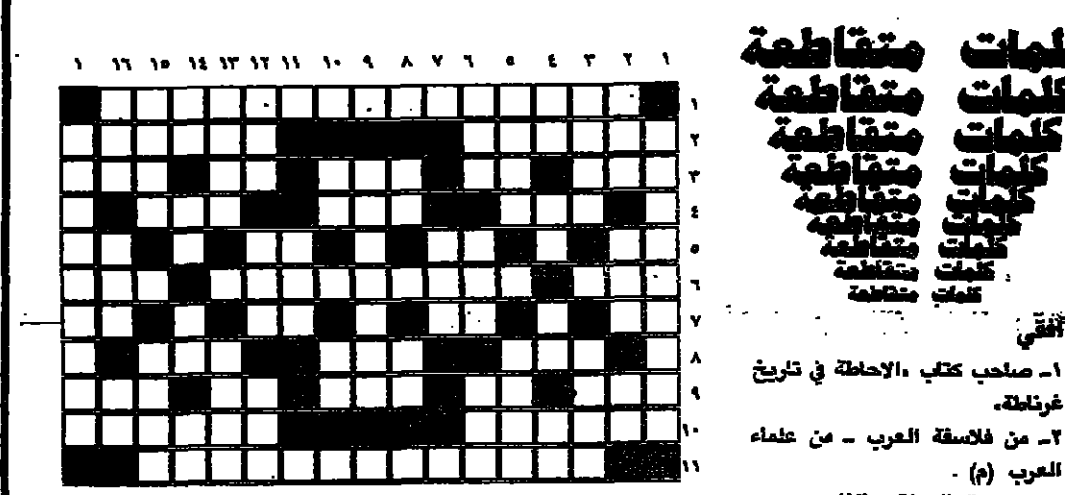 كلمات متقاطعة
كلمات متقاطعة
كلمات متقاطعة
كلمات متقاطعة
كلمات متقاطعة
كلمات متقاطعة
كلمات متقاطعة
كلمات متقاطعة
كلمات متقاطعة
١ ٢ ٣ ٤ ٥ ٦ ٧ ٨ ٩ ١٠ ١١ ١٢ ١٣ ١٤ ١٥ ١٦ ١
١
٢
٣
٤
٥
٦
٧
٨
٩
١٠
١١
أفقي
١ـ صاحب كتاب «الاحاطة في تاريخ
غرناطة»
٢ـ من فلاسفة العرب ـ من علماء
العرب (م) .